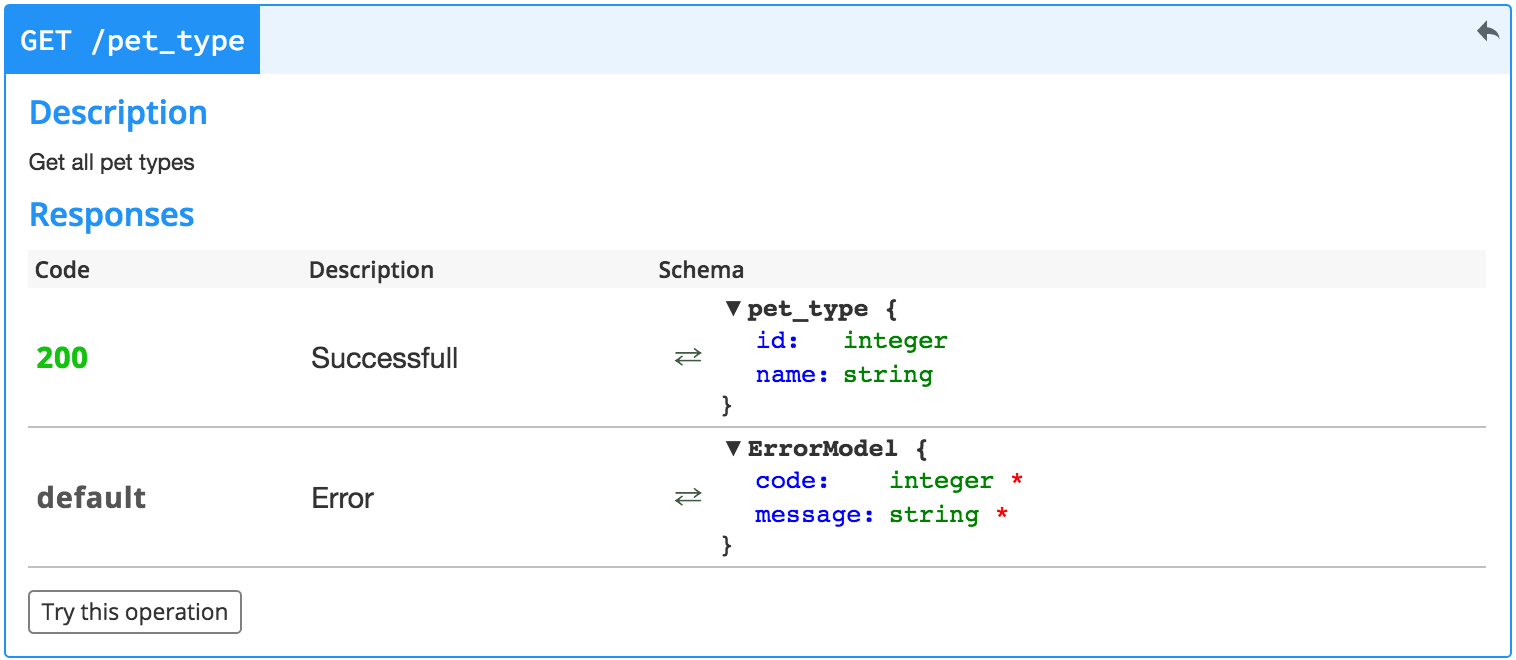 GET /pet_type
Description
Get all pet types
Responses
Code Description Schema
▼pet_type {
id: integer
200 Successfull ⇄
name: string
}
▼ErrorModel {
code: integer *
default Error ⇄
message: string *
}
Try this operation